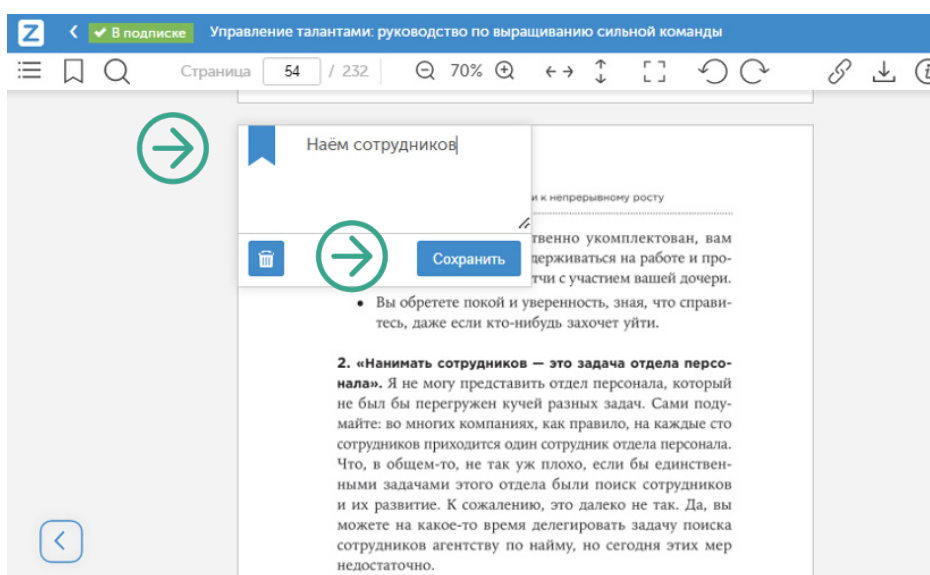 Z В подписке Управление талантами: руководство по выращиванию сильной команды
Страница 54 / 232 70%
Наём сотрудников
и к непрерывному росту
твенно укомплектован, вам
держиваться на работе и про-
тчи с участием вашей дочери.
Сохранить
• Вы обретете покой и уверенность, зная, что справи-
тесь, даже если кто-нибудь захочет уйти.
2. «Нанимать сотрудников — это задача отдела персо-
нала». Я не могу представить отдел персонала, который
не был бы перегружен кучей разных задач. Сами поду-
майте: во многих компаниях, как правило, на каждые сто
сотрудников приходится один сотрудник отдела персонала.
Что, в общем-то, не так уж плохо, если бы единствен-
ными задачами этого отдела были поиск сотрудников
и их развитие. К сожалению, это далеко не так. Да, вы
можете на какое-то время делегировать задачу поиска
сотрудников агентству по найму, но сегодня этих мер
недостаточно.